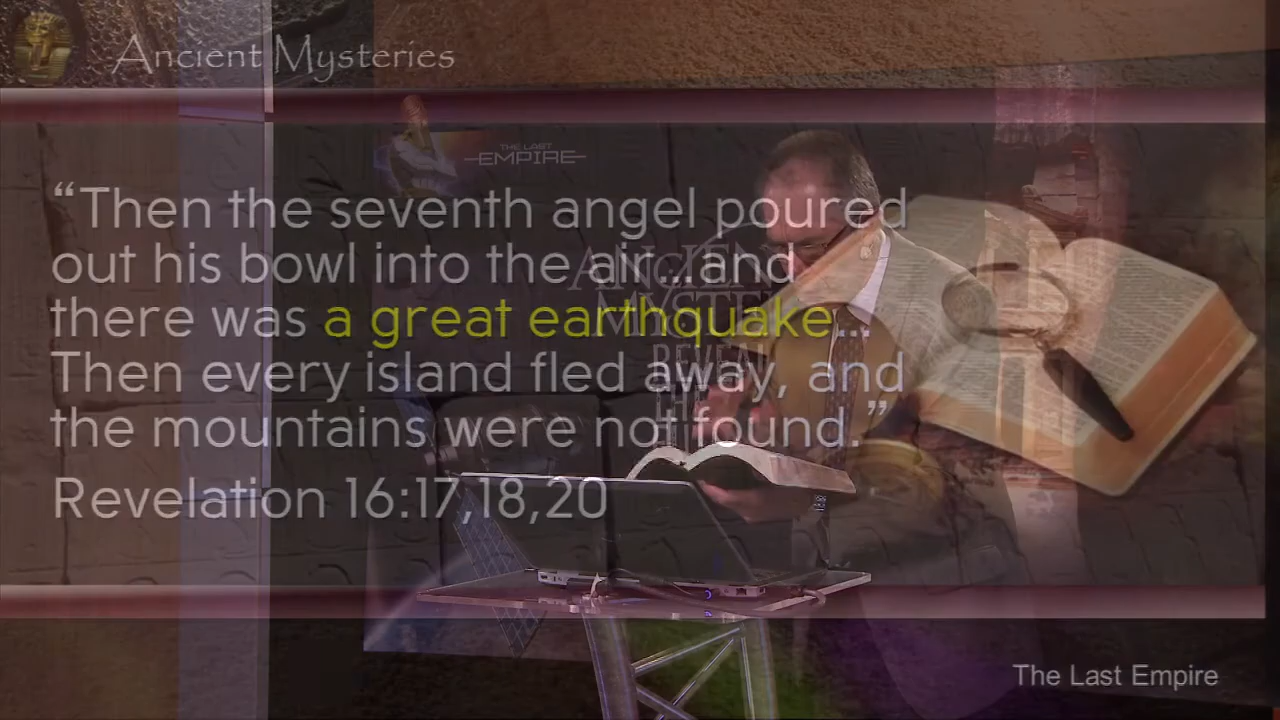 Ancient Mysteries
THE LAST
EMPIRE
“Then the seventh angel poured
out his bowl into the air...and
there was a great earthquake...
Then every island fled away, and
the mountains were not found.”
Revelation 16:17,18,20
The Last Empire